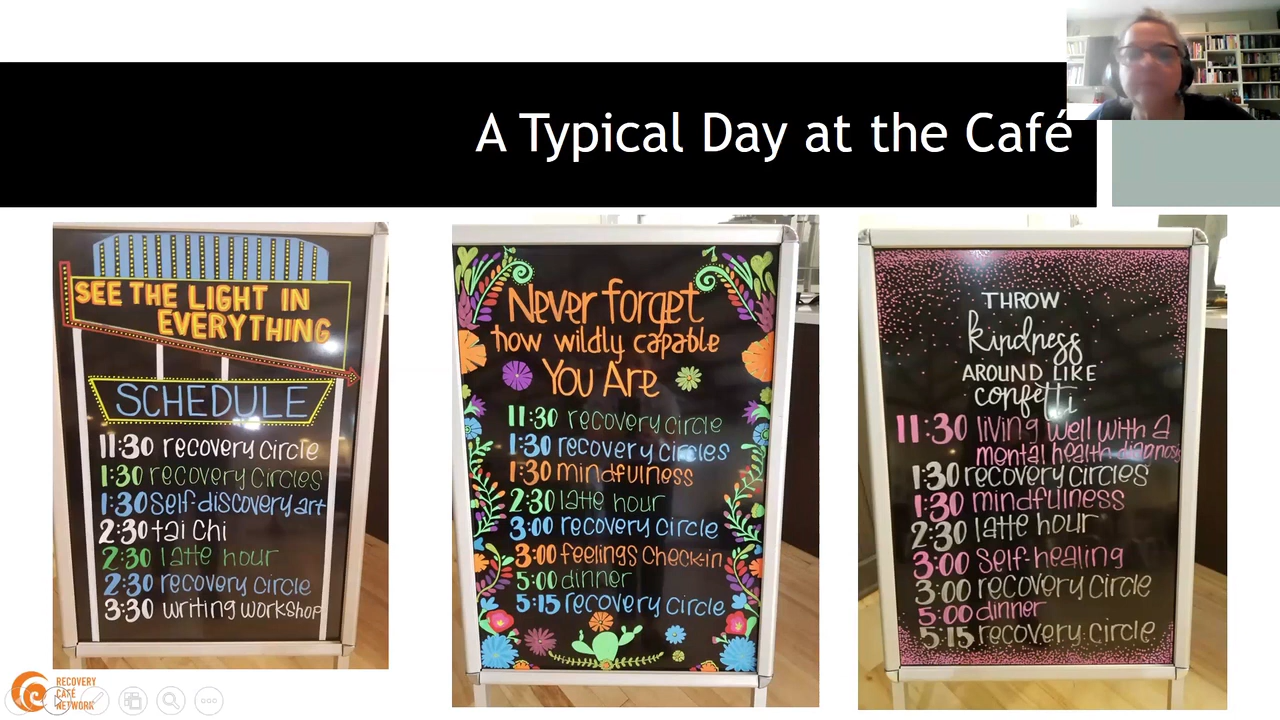 A Typical Day at the Café
SEE THE LIGHT IN
EVERYTHING
SCHEDULE
11:30 recovery circle
1:30 recovery circles
1:30 self-discovery art
2:30 tai chi
2:30 latte hour
2:30 recovery circle
3:30 writing workshop
Never forget
how wildly capable
You Are
11:30 recovery circle
1:30 recovery circles
1:30 mindfulness
2:30 latte hour
3:00 recovery circle
3:00 feelings check-in
5:00 dinner
5:15 recovery circle
THROW
kindness
AROUND LIKE
confetti
11:30 living well with a
mental health diagnosis
1:30 recovery circles
1:30 mindfulness
2:30 latte hour
3:00 self-healing
3:00 recovery circle
5:00 dinner
5:15 recovery circle
RECOVERY
CAFÉ
NETWORK